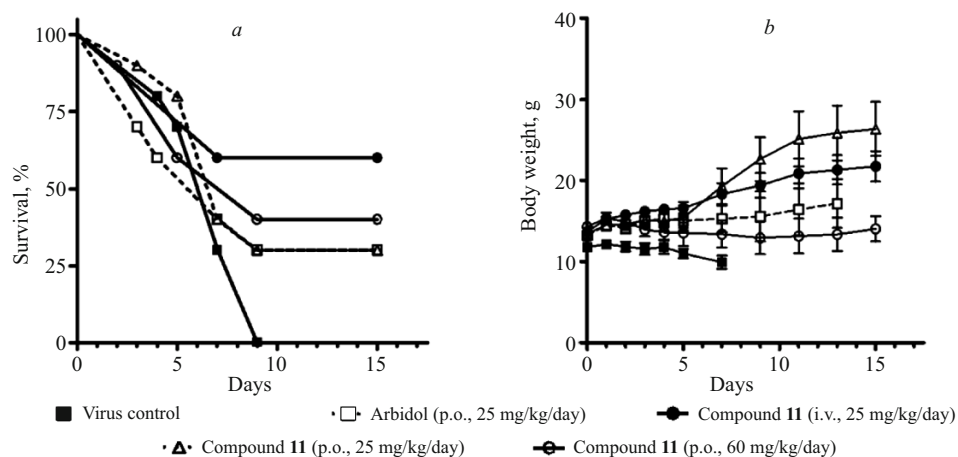 a
b
Survival, %
100
75
50
25
0
0 5 10 15
Days
Body weight, g
40
30
20
10
0
0 5 10 15
Days
Virus control
Arbidol (p.o., 25 mg/kg/day)
Compound 11 (i.v., 25 mg/kg/day)
Compound 11 (p.o., 25 mg/kg/day)
Compound 11 (p.o., 60 mg/kg/day)